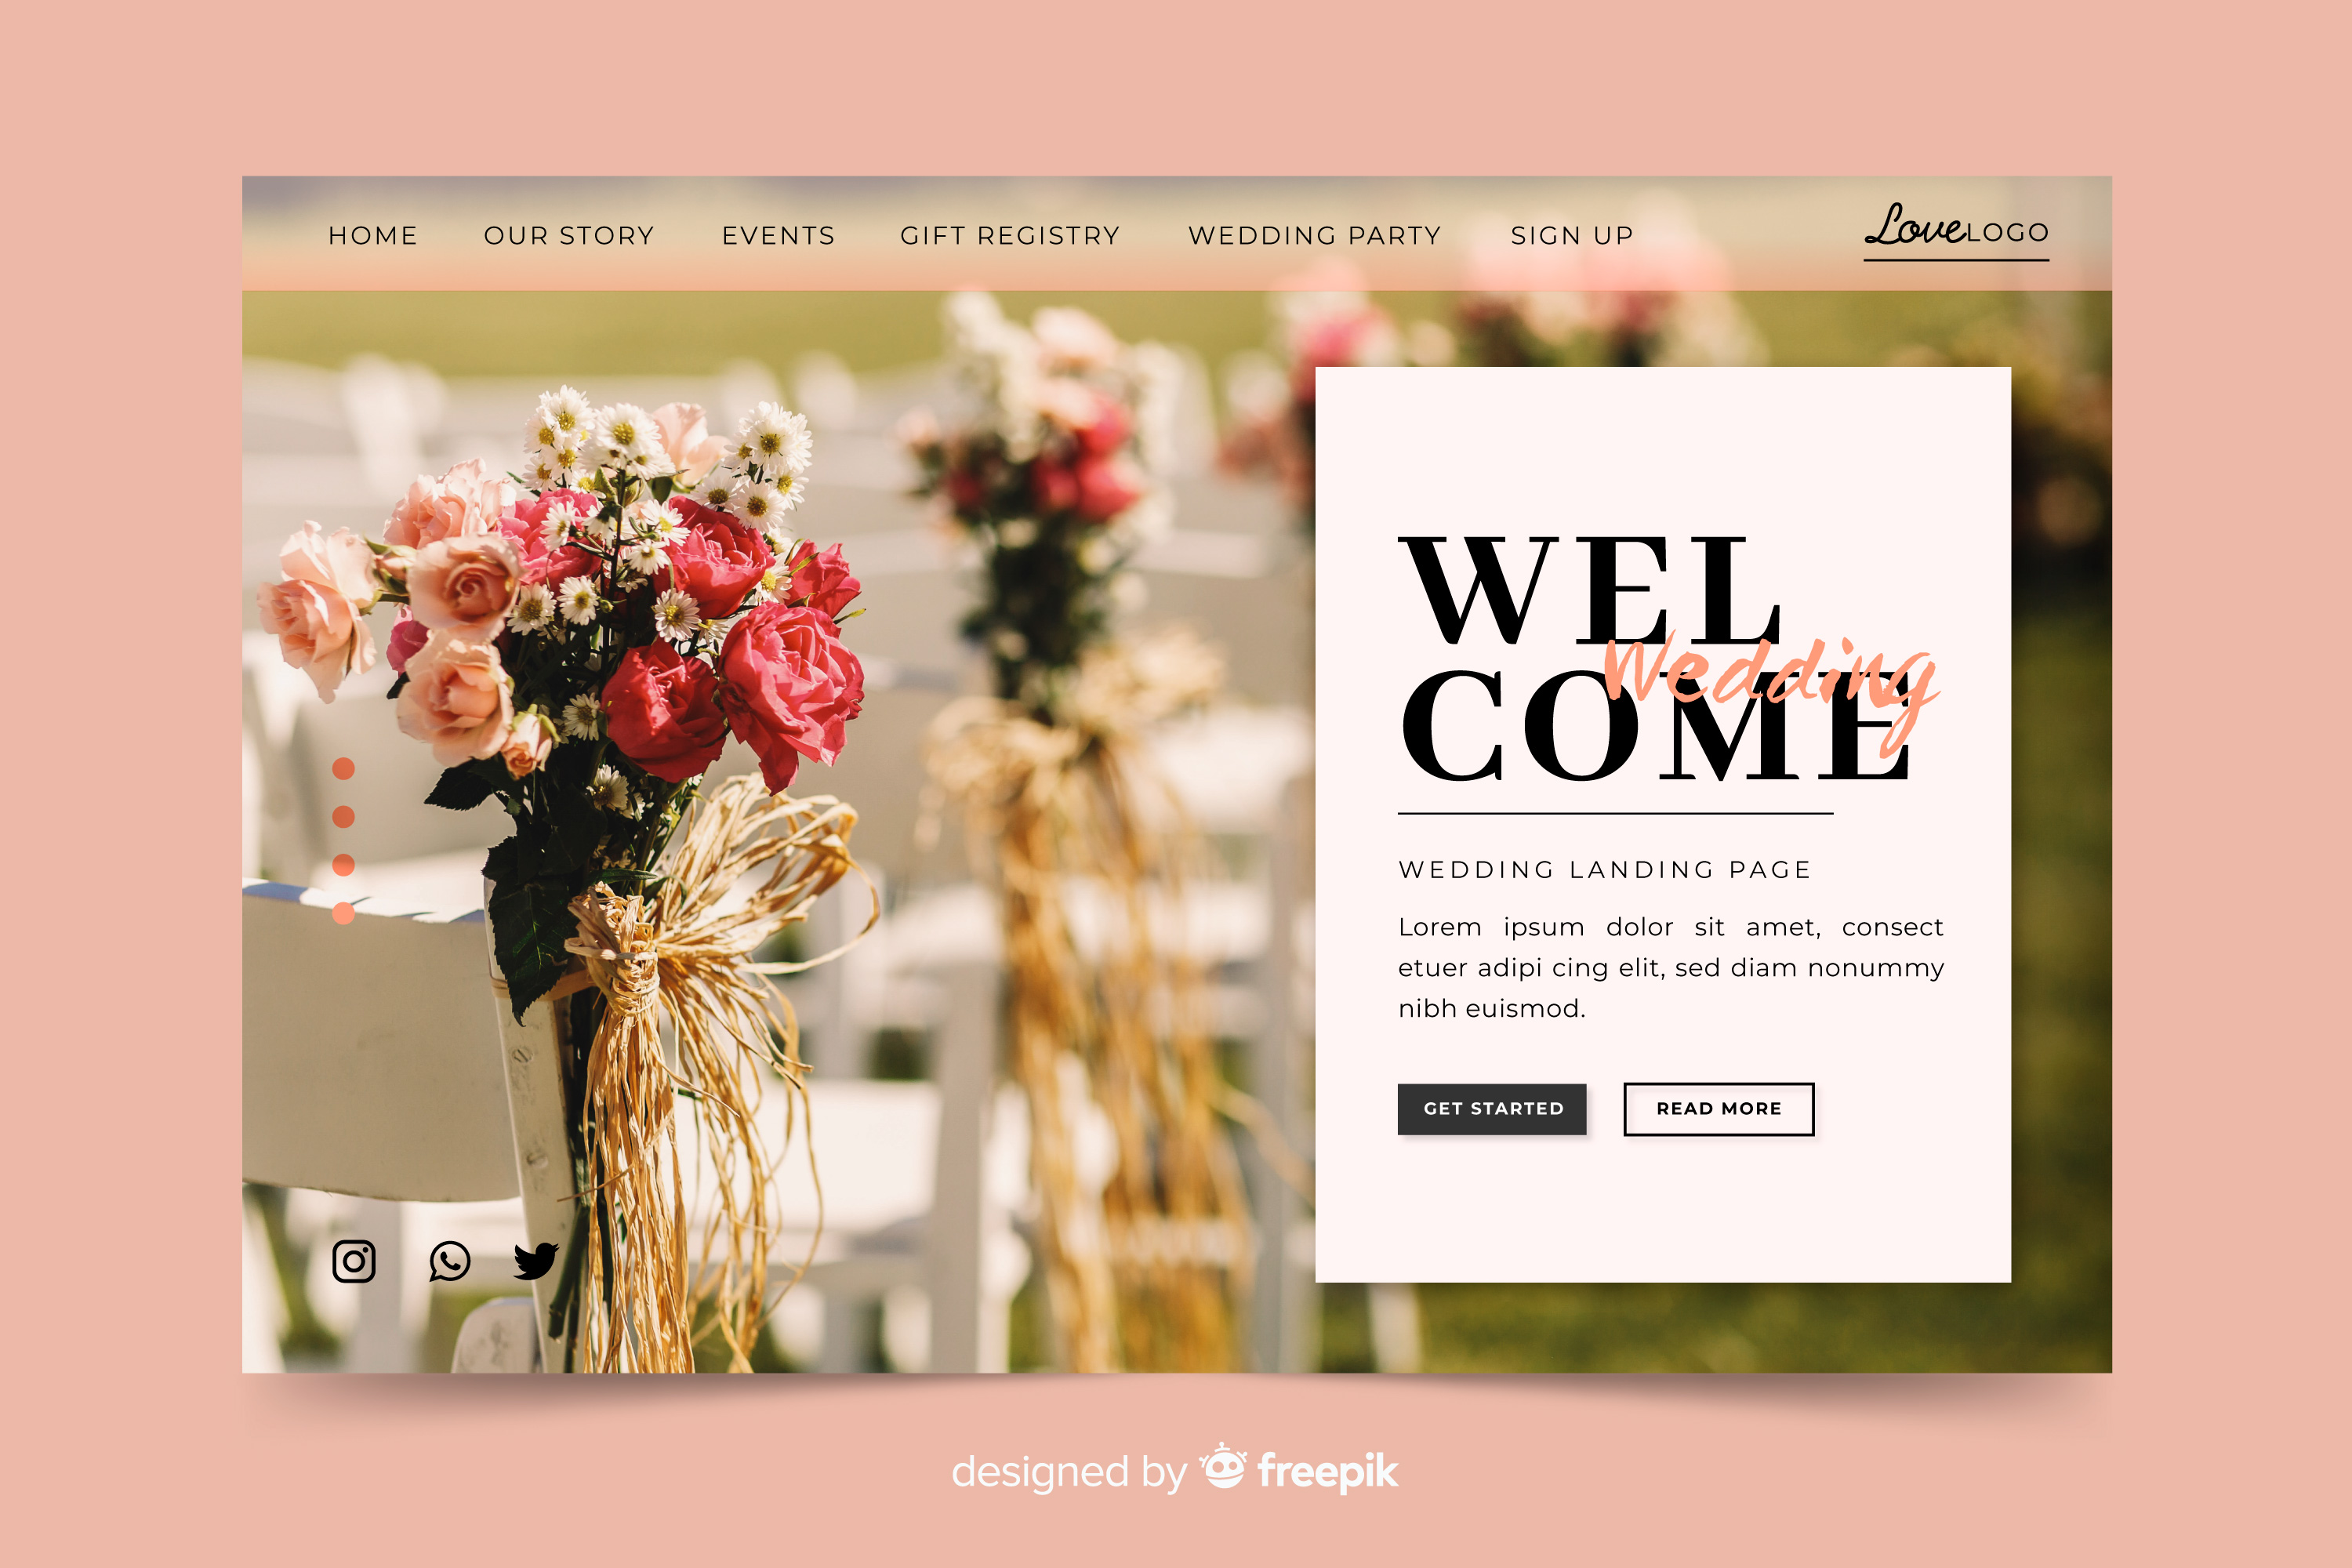 HOME OUR STORY EVENTS GIFT REGISTRY WEDDING PARTY SIGN UP
Love LOGO
WEL
Wedding
COME
WEDDING LANDING PAGE
Lorem ipsum dolor sit amet, consect
etuer adipi cing elit, sed diam nonummy
nibh euismod.
GET STARTED READ MORE
designed by freepik